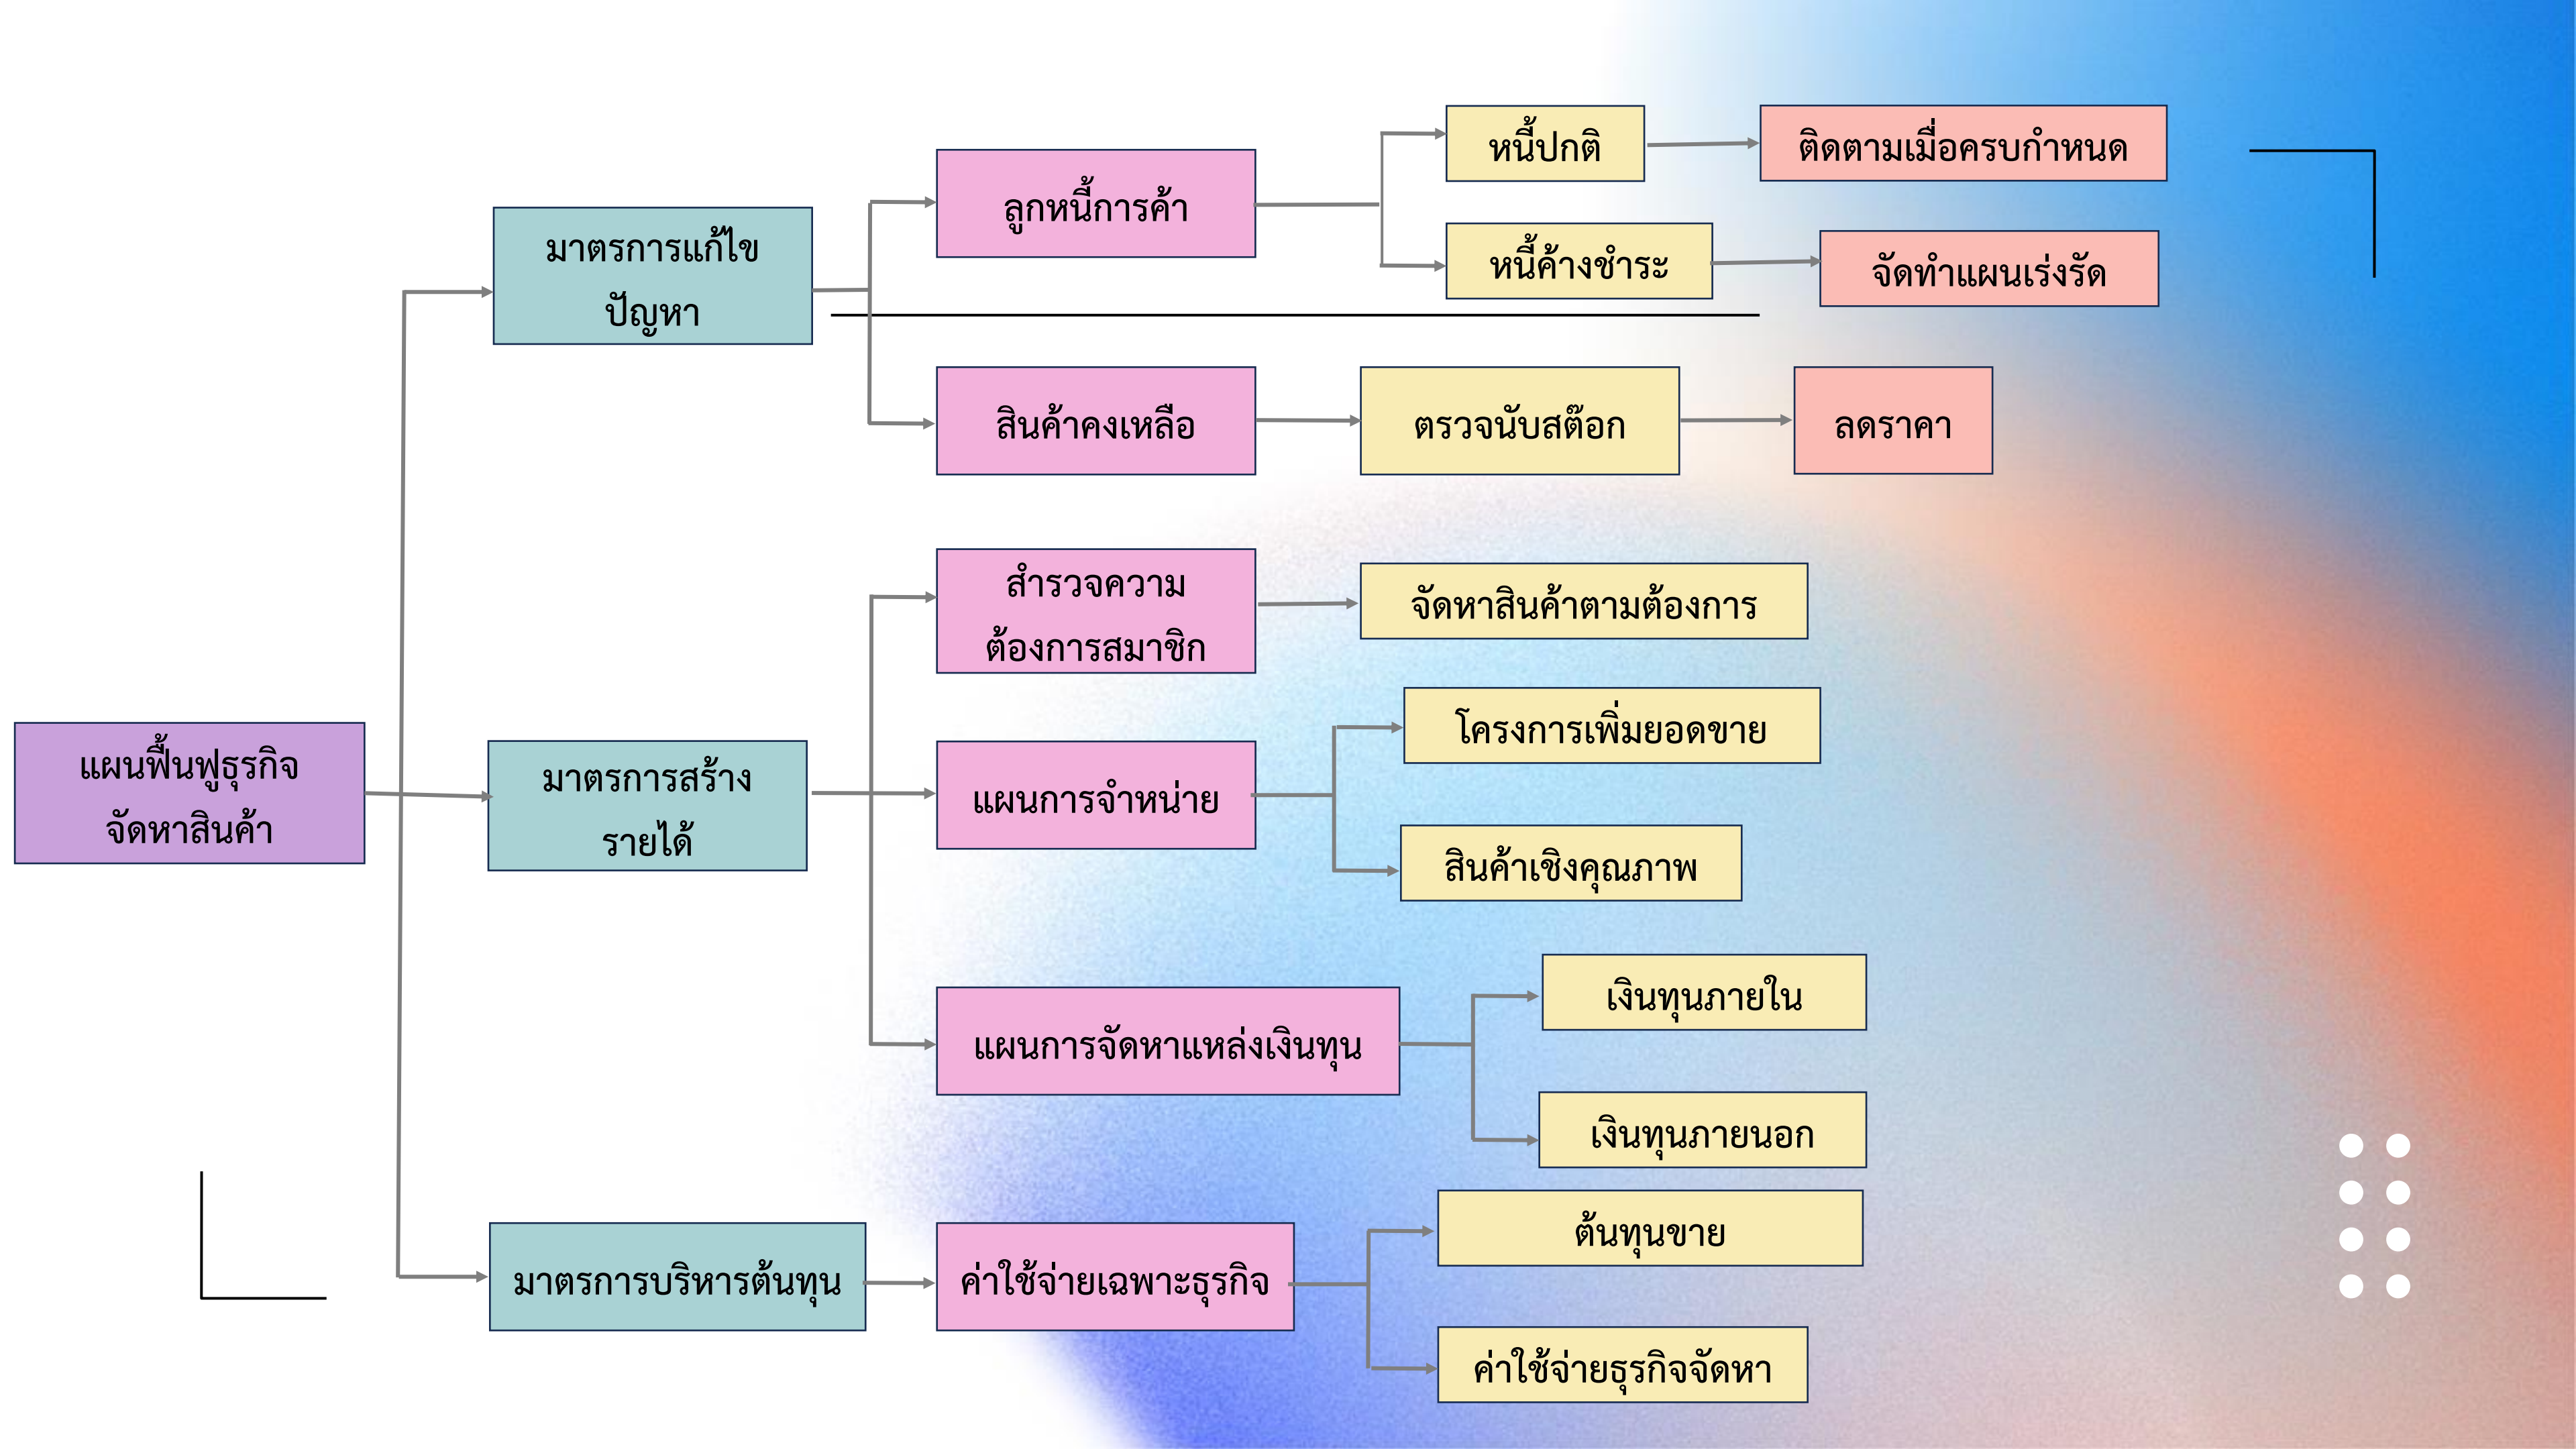 แผนฟื้นฟูธุรกิจ
จัดหาสินค้า
มาตรการแก้ไข
ปัญหา
ลูกหนี้การค้า
หนี้ปกติ
ติดตามเมื่อครบกำหนด
หนี้ค้างชำระ
จัดทำแผนเร่งรัด
สินค้าคงเหลือ
ตรวจนับสต๊อก
ลดราคา
มาตรการสร้าง
รายได้
สำรวจความ
ต้องการสมาชิก
จัดหาสินค้าตามต้องการ
แผนการจำหน่าย
โครงการเพิ่มยอดขาย
สินค้าเชิงคุณภาพ
แผนการจัดหาแหล่งเงินทุน
เงินทุนภายใน
เงินทุนภายนอก
มาตรการบริหารต้นทุน
ค่าใช้จ่ายเฉพาะธุรกิจ
ต้นทุนขาย
ค่าใช้จ่ายธุรกิจจัดหา